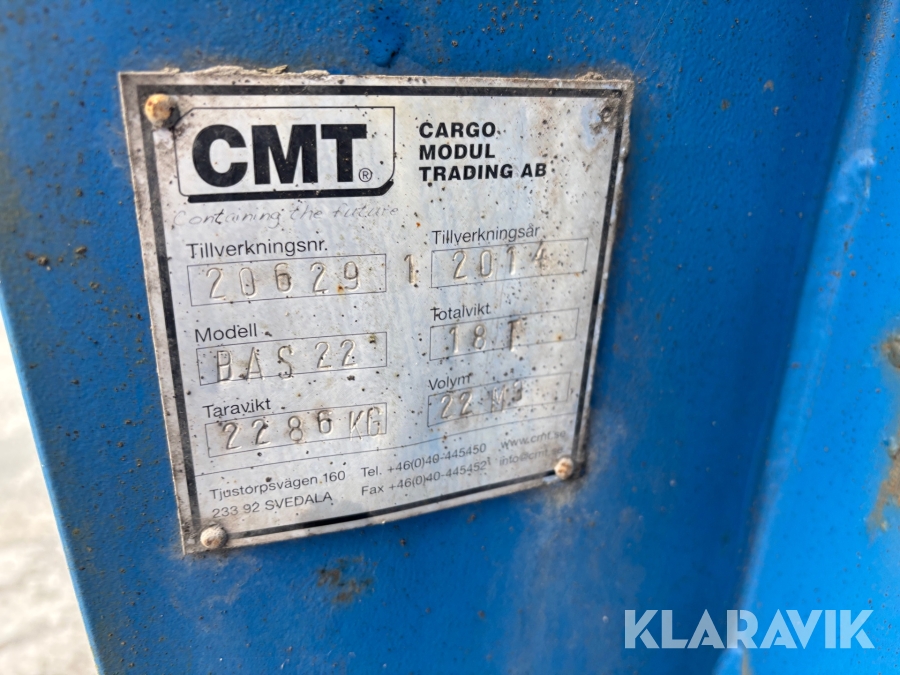 CMT®
CARGO
MODUL
TRADING AB
Containing the future
Tillverkningsnr.
20629 1
Tillverkningsår
2014
Modell
BAS 22
Totalvikt
18 T
Taravikt
2286 KG
Volym
22 M3
Tjustorpsvägen 160
233 92 SVEDALA
Tel. +46(0)40-445450
Fax +46(0)40-445452
www.cmt.se
info@cmt.se
KLARAVIK